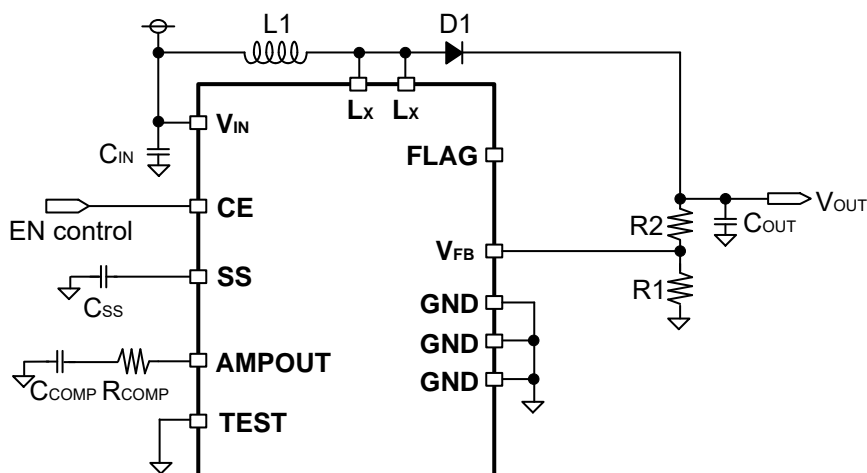 L1
D1
LX
LX
VIN
CIN
FLAG
CE
EN control
VOUT
R2
COUT
VFB
SS
CSS
R1
GND
AMPOUT
GND
CCOMP RCOMP
GND
TEST